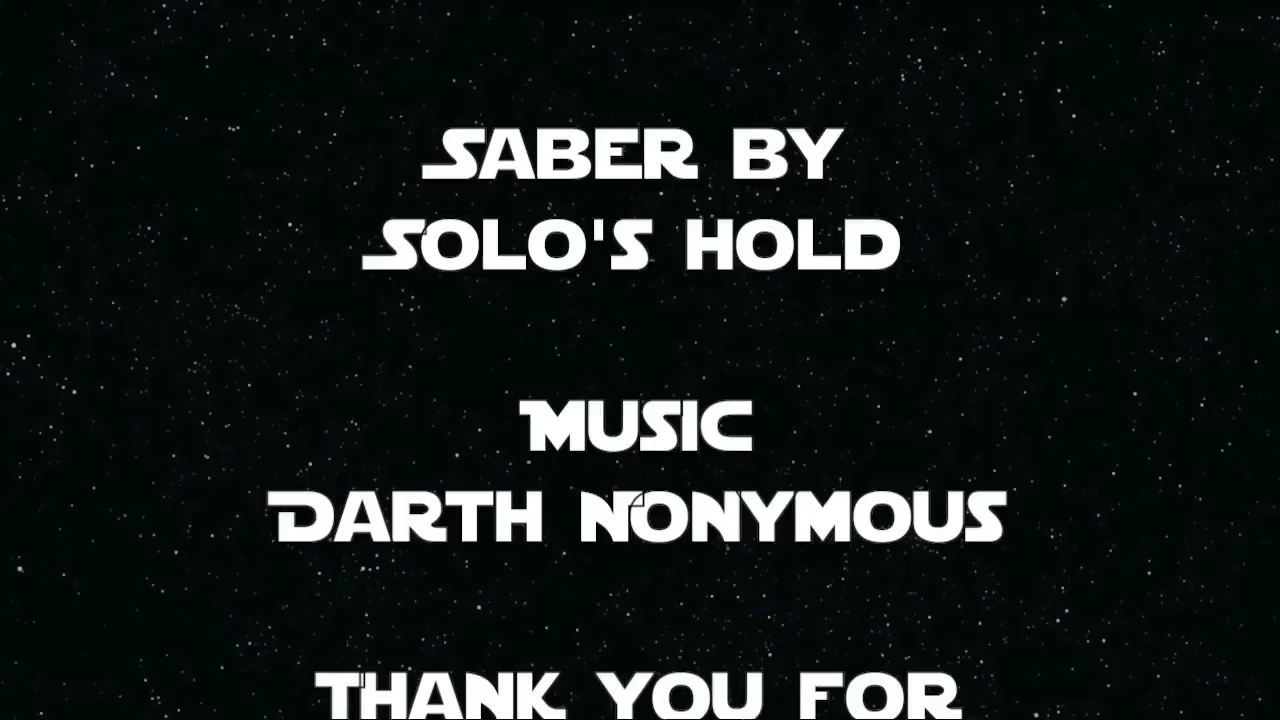 SABER BY
SOLO'S HOLD
MUSIC
DARTH NONYMOUS
THANK YOU FOR